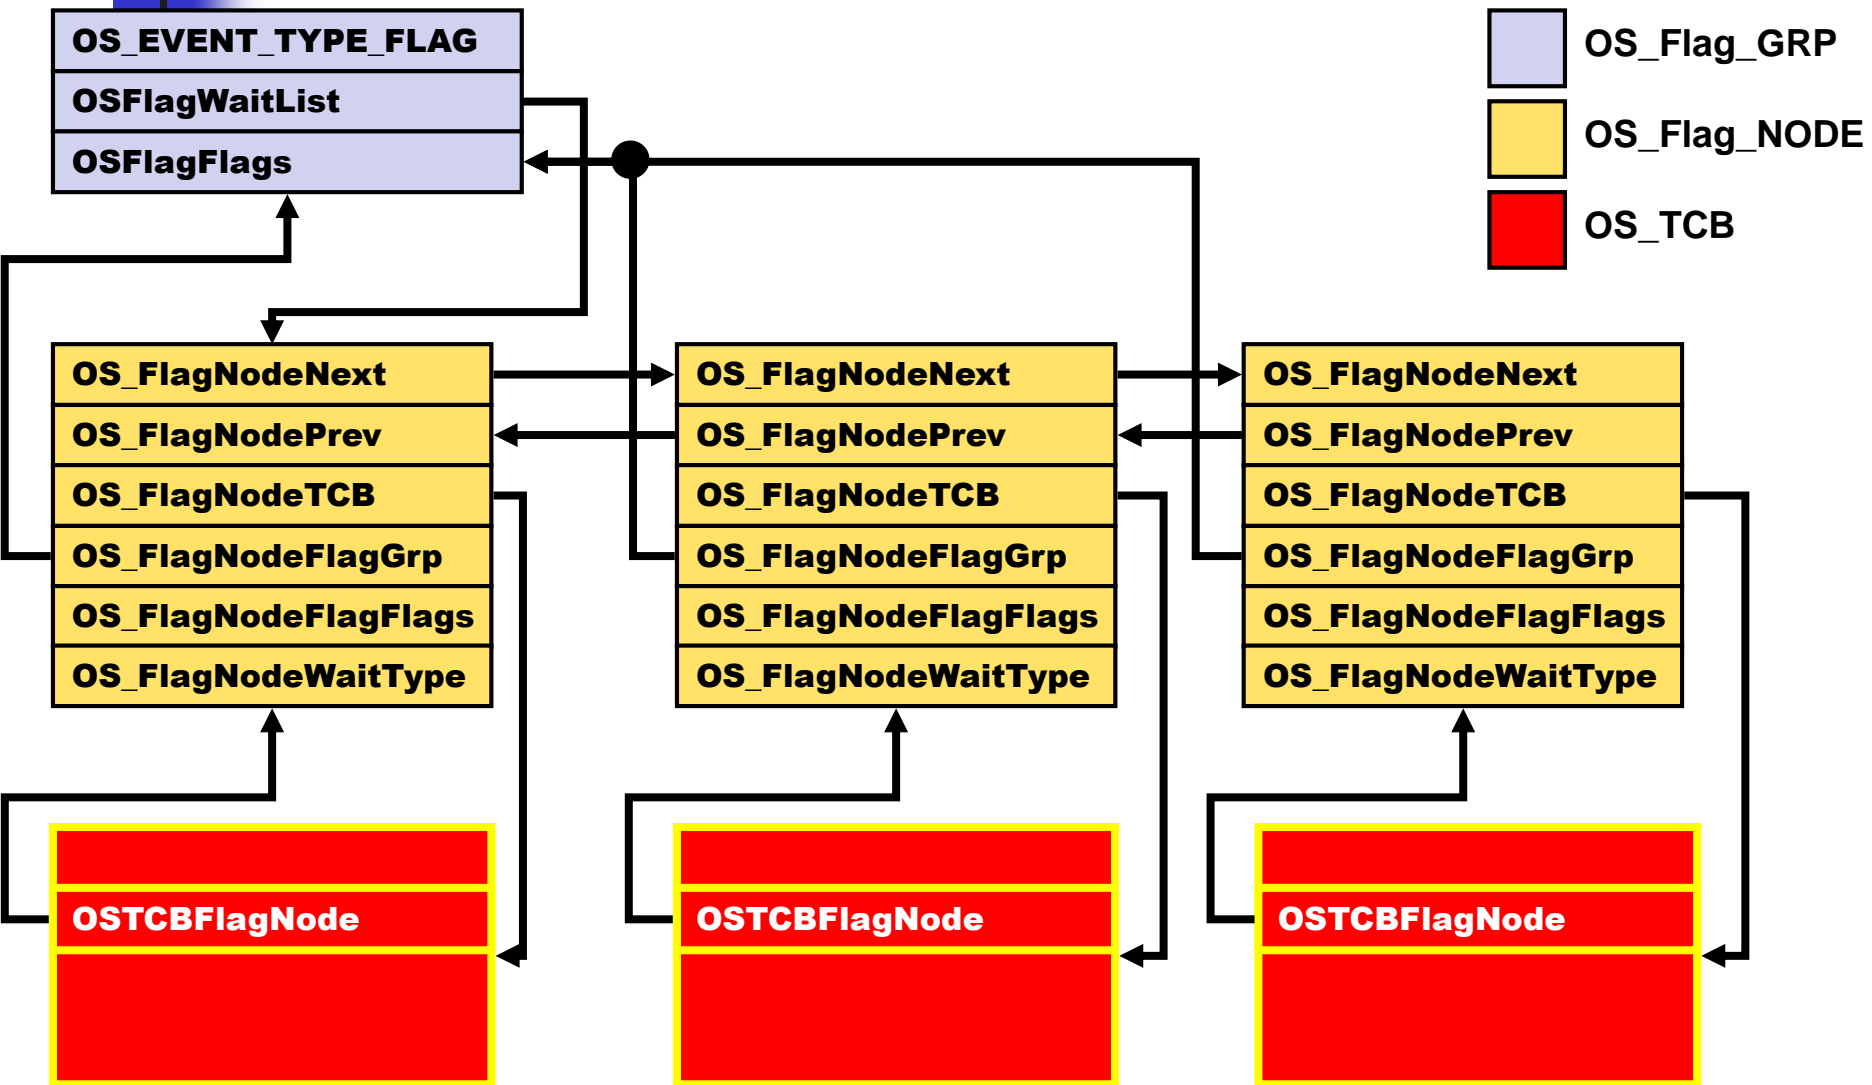 OS_EVENT_TYPE_FLAG
OSFlagWaitList
OSFlagFlags
OS_Flag_GRP
OS_Flag_NODE
OS_TCB
OS_FlagNodeNext
OS_FlagNodePrev
OS_FlagNodeTCB
OS_FlagNodeFlagGrp
OS_FlagNodeFlagFlags
OS_FlagNodeWaitType
OS_FlagNodeNext
OS_FlagNodePrev
OS_FlagNodeTCB
OS_FlagNodeFlagGrp
OS_FlagNodeFlagFlags
OS_FlagNodeWaitType
OS_FlagNodeNext
OS_FlagNodePrev
OS_FlagNodeTCB
OS_FlagNodeFlagGrp
OS_FlagNodeFlagFlags
OS_FlagNodeWaitType
OSTCBFlagNode
OSTCBFlagNode
OSTCBFlagNode